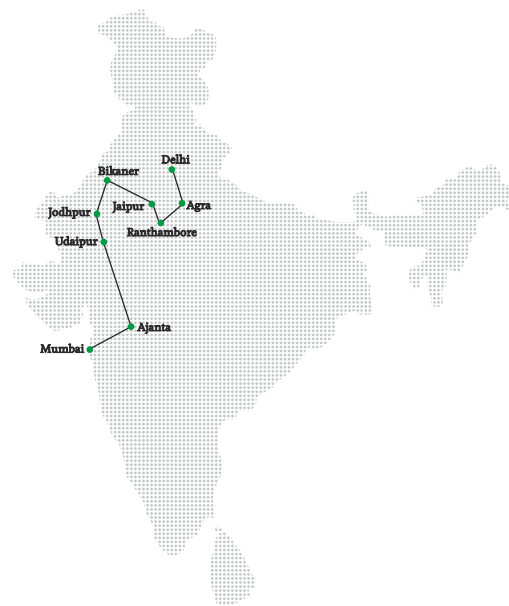 Delhi
Bikaner
Jaipur
Agra
Jodhpur
Ranthambore
Udaipur
Ajanta
Mumbai